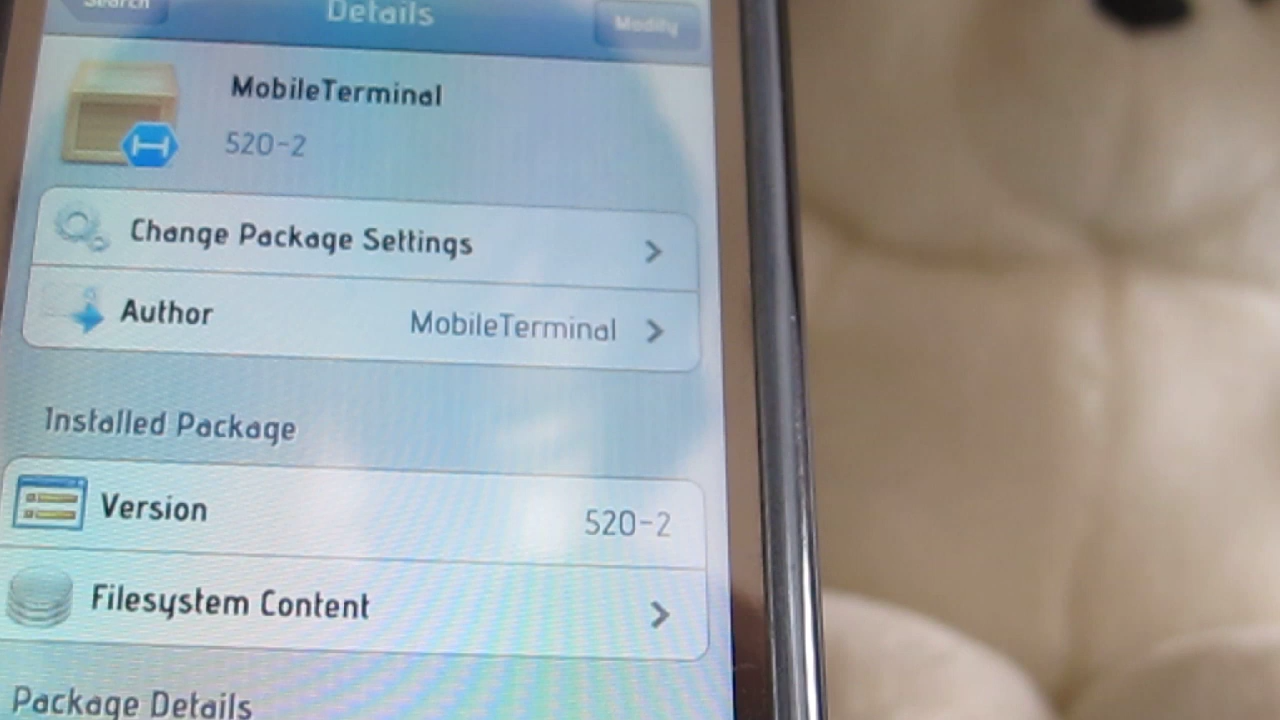 Search
Details
Modify
MobileTerminal
520-2
Change Package Settings
Author MobileTerminal
Installed Package
Version 520-2
Filesystem Content
Package Details